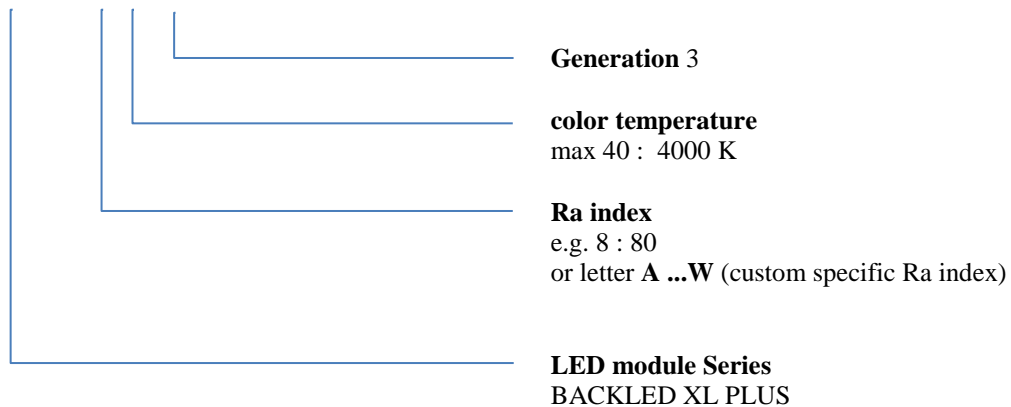 Generation 3
color temperature
max 40 : 4000 K
Ra index
e.g. 8 : 80
or letter A ...W (custom specific Ra index)
LED module Series
BACKLED XL PLUS